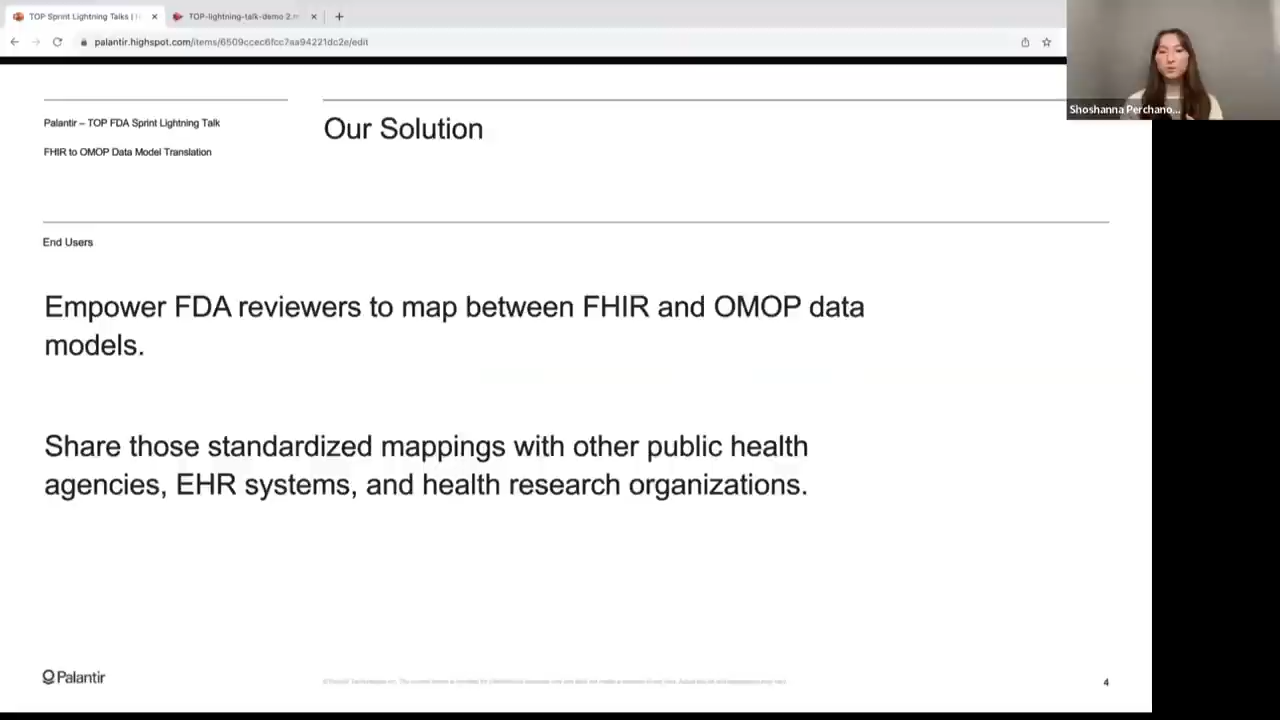 TOP Sprint Lightning Talks |
TOP-lightning-talk-demo 2.m
palantir.highspot.com/items/6509ccec6fcc7aa94221dc2e/edit
Shoshanna Perchano...
Palantir – TOP FDA Sprint Lightning Talk
FHIR to OMOP Data Model Translation
Our Solution
End Users
Empower FDA reviewers to map between FHIR and OMOP data
models.
Share those standardized mappings with other public health
agencies, EHR systems, and health research organizations.
Palantir
4